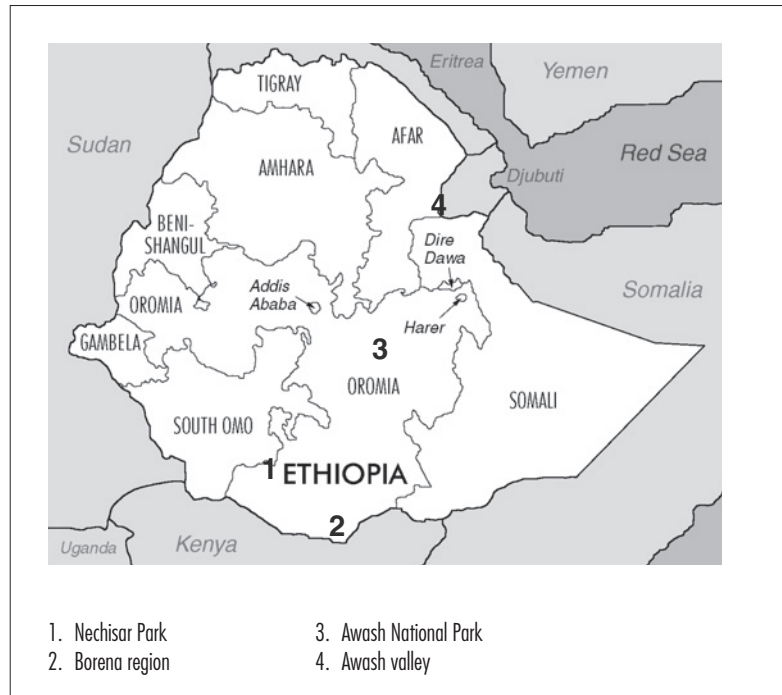 Eritrea
Yemen
TIGRAY
Sudan
AFAR
Red Sea
AMHARA
Djubuti
4
BENI-
SHANGUL
Dire
Dawa
Addis
Ababa
Somalia
OROMIA
Harer
GAMBELA
3
OROMIA
SOMALI
SOUTH OMO
1
ETHIOPIA
2
Uganda
Kenya
1. Nechisar Park
2. Borena region
3. Awash National Park
4. Awash valley